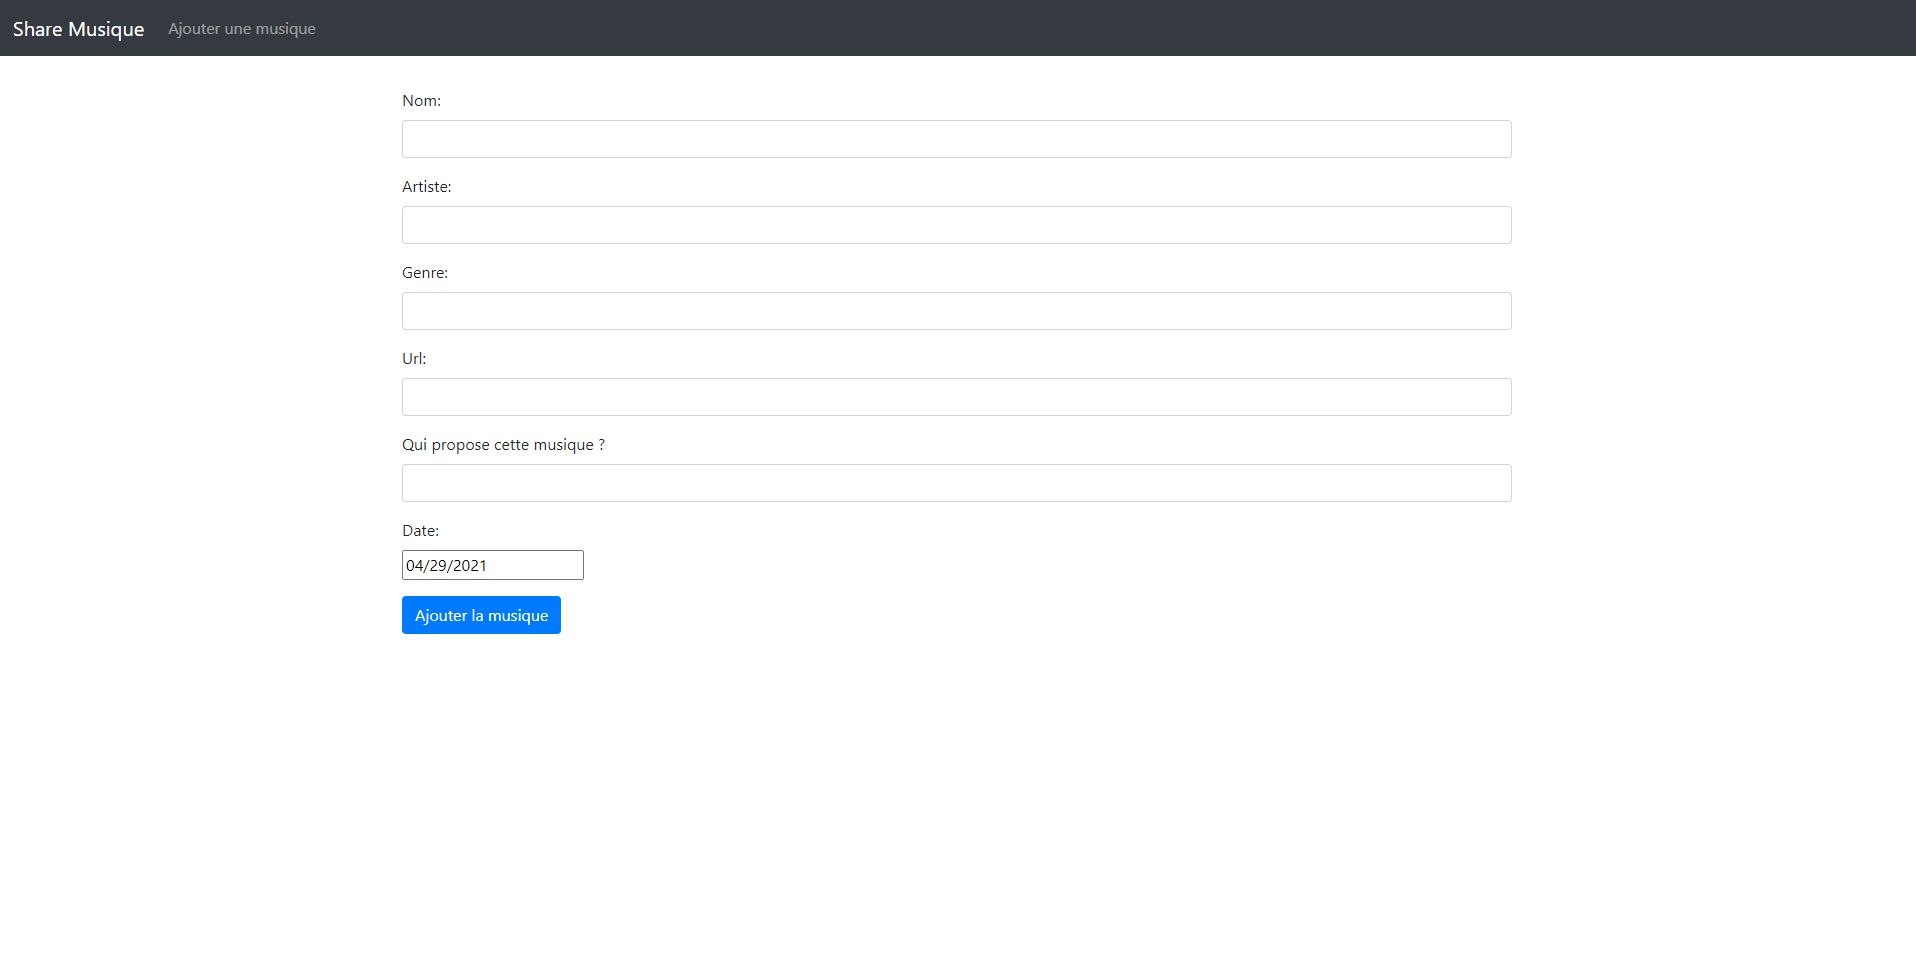 Share Musique Ajouter une musique
Nom:
Artiste:
Genre:
Url:
Qui propose cette musique ?
Date:
04/29/2021
Ajouter la musique